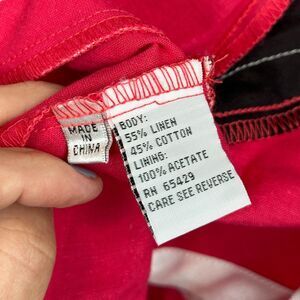 MADE
IN
CHINA
BODY:
55% LINEN
45% COTTON
LINING:
100% ACETATE
RN 65429
CARE SEE REVERSE